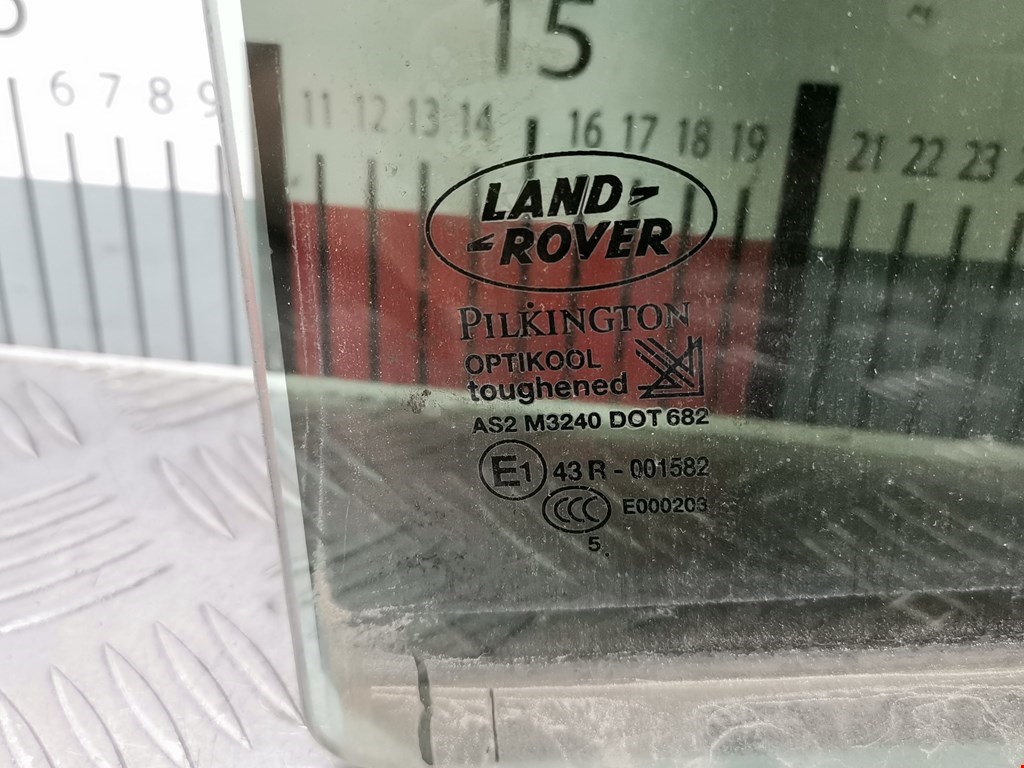 15
6 7 8 9 11 12 13 14 16 17 18 19 21 22 23
LAND
ROVER
PILKINGTON
OPTIKOOL
toughened
AS2 M3240 DOT 682
E1 43 R - 001582
CCC E000203
5